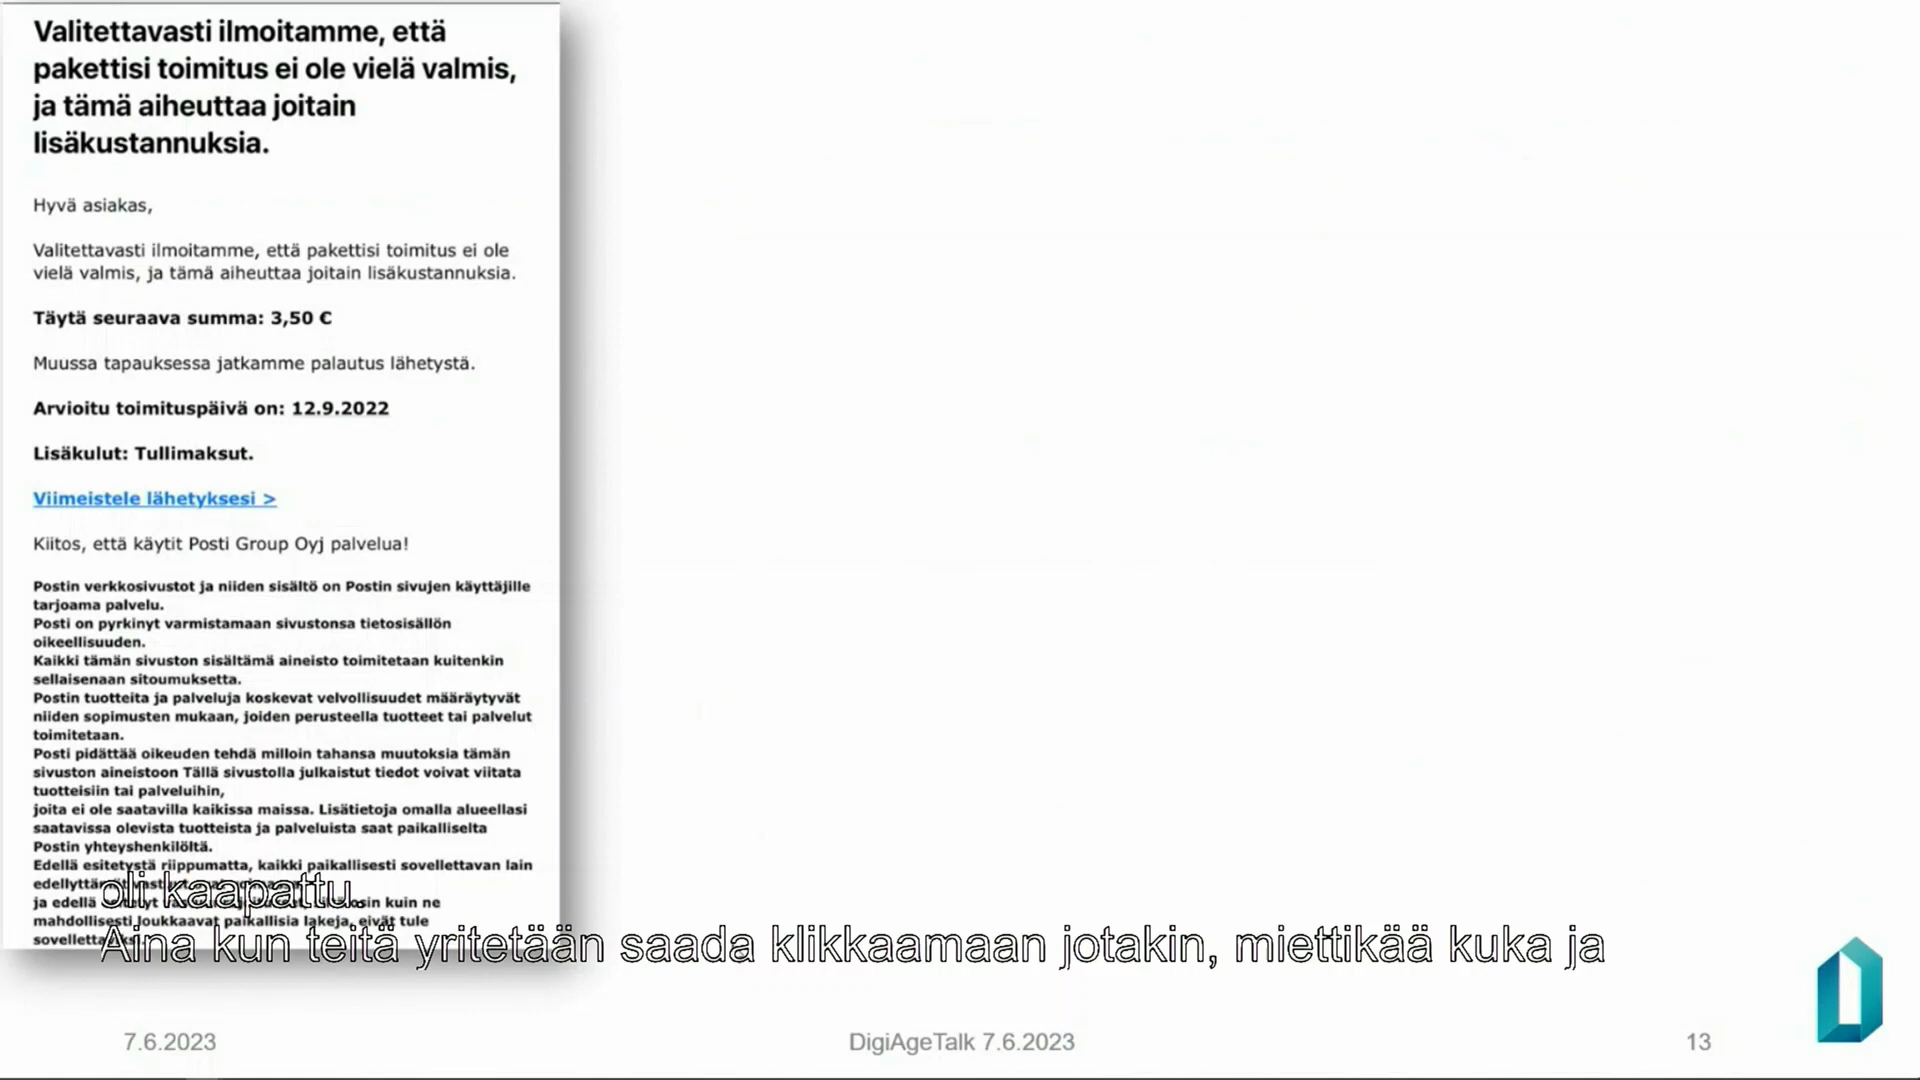 Valitettavasti ilmoitamme, että
pakettisi toimitus ei ole vielä valmis,
ja tämä aiheuttaa joitain
lisäkustannuksia.
Hyvä asiakas,
Valitettavasti ilmoitamme, että pakettisi toimitus ei ole
vielä valmis, ja tämä aiheuttaa joitain lisäkustannuksia.
Täytä seuraava summa: 3,50 €
Muussa tapauksessa jatkamme palautus lähetystä.
Arvioitu toimituspäivä on: 12.9.2022
Lisäkulut: Tullimaksut.
Viimeistele lähetyksesi >
Kiitos, että käytit Posti Group Oyj palvelua!
Postin verkkosivustot ja niiden sisältö on Postin sivujen käyttäjille
tarjoama palvelu.
Posti on pyrkinyt varmistamaan sivustonsa tietosisällön
oikeellisuuden.
Kaikki tämän sivuston sisältämä aineisto toimitetaan kuitenkin
sellaisenaan sitoumuksetta.
Postin tuotteita ja palveluja koskevat velvollisuudet määräytyvät
niiden sopimusten mukaan, joiden perusteella tuotteet tai palvelut
toimitetaan.
Posti pidättää oikeuden tehdä milloin tahansa muutoksia tämän
sivuston aineistoon Tällä sivustolla julkaistut tiedot voivat viitata
tuotteisiin tai palveluihin,
joita ei ole saatavilla kaikissa maissa. Lisätietoja omalla alueellasi
saatavissa olevista tuotteista ja palveluista saat paikalliselta
Postin yhteyshenkilöltä.
Edellä esitetystä riippumatta, kaikki paikallisesti sovellettavan lain
ja edellä kuin ne
mahdollisesti loukkaavat paikallisia lakeja, eivät tule
oli kaapattu.
Aina kun teitä yritetään saada klikkaamaan jotakin, miettikää kuka ja
7.6.2023
DigiAgeTalk 7.6.2023
13